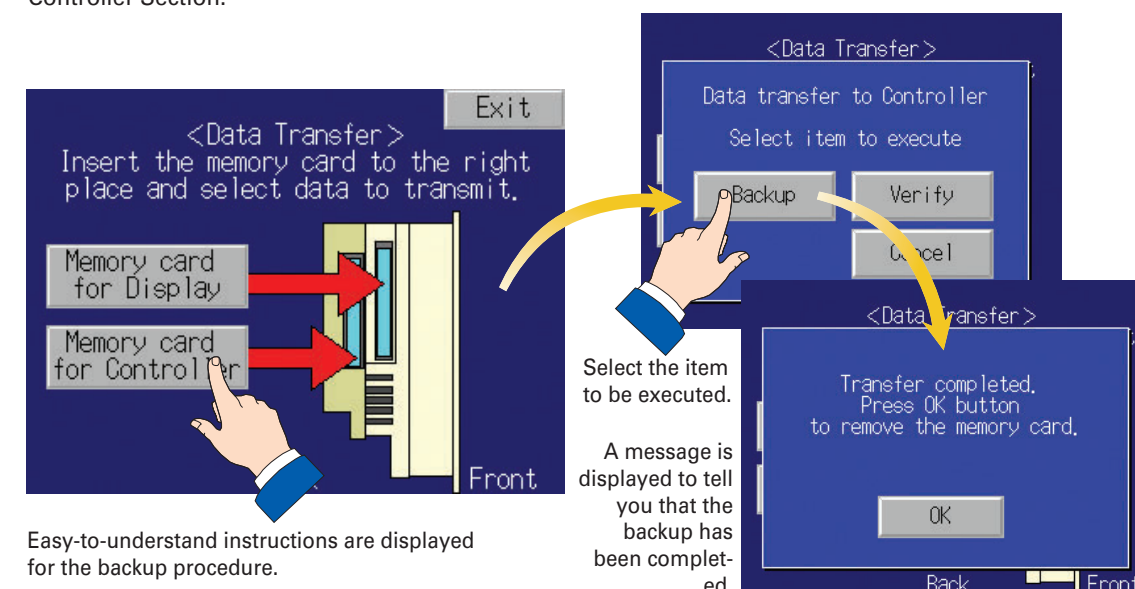 Controller Section.
Exit
<Data Transfer>
Insert the memory card to the right
place and select data to transmit.
Memory card
for Display
Memory card
for Controller
Front
Easy-to-understand instructions are displayed
for the backup procedure.
<Data Transfer>
Data transfer to Controller
Select item to execute
Backup
Verify
Cancel
Select the item
to be executed.
A message is
displayed to tell
you that the
backup has
been complet-
ed.
<Data Transfer>
Transfer completed.
Press OK button
to remove the memory card.
OK
Back
Front